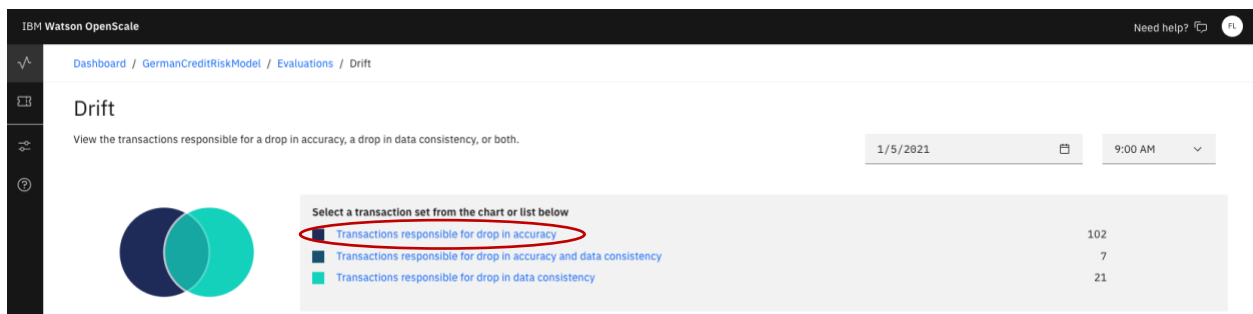 IBM Watson OpenScale
Need help?
FL
Dashboard / GermanCreditRiskModel / Evaluations / Drift
Drift
View the transactions responsible for a drop in accuracy, a drop in data consistency, or both.
1/5/2021
9:00 AM
Select a transaction set from the chart or list below
Transactions responsible for drop in accuracy 102
Transactions responsible for drop in accuracy and data consistency 7
Transactions responsible for drop in data consistency 21